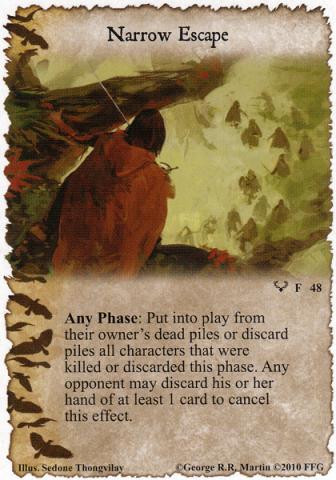 Narrow Escape
F 48
Any Phase: Put into play from
their owner's dead piles or discard
piles all characters that were
killed or discarded this phase. Any
opponent may discard his or her
hand of at least 1 card to cancel
this effect.
Illus. Sedone Thongvilay ©George R.R. Martin ©2010 FFG